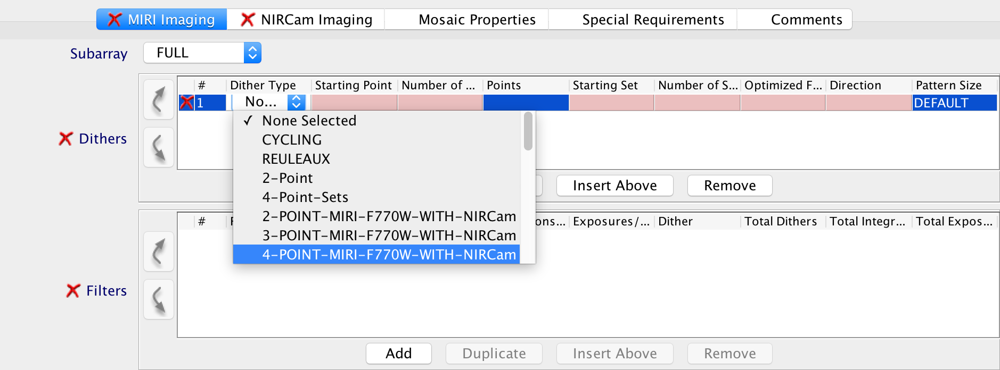 MIRI Imaging NIRCam Imaging Mosaic Properties Special Requirements Comments
Subarray FULL
# Dither Type Starting Point Number of ... Points Starting Set Number of S... Optimized F... Direction Pattern Size
1 No... DEFAULT
✓ None Selected
CYCLING
Dithers
REULEAUX
2-Point
Insert Above Remove
4-Point-Sets
2-POINT-MIRI-F770W-WITH-NIRCam
# F ons... Exposures/... Dither Total Dithers Total Integr... Total Expos...
3-POINT-MIRI-F770W-WITH-NIRCam
4-POINT-MIRI-F770W-WITH-NIRCam
Filters
Add Duplicate Insert Above Remove